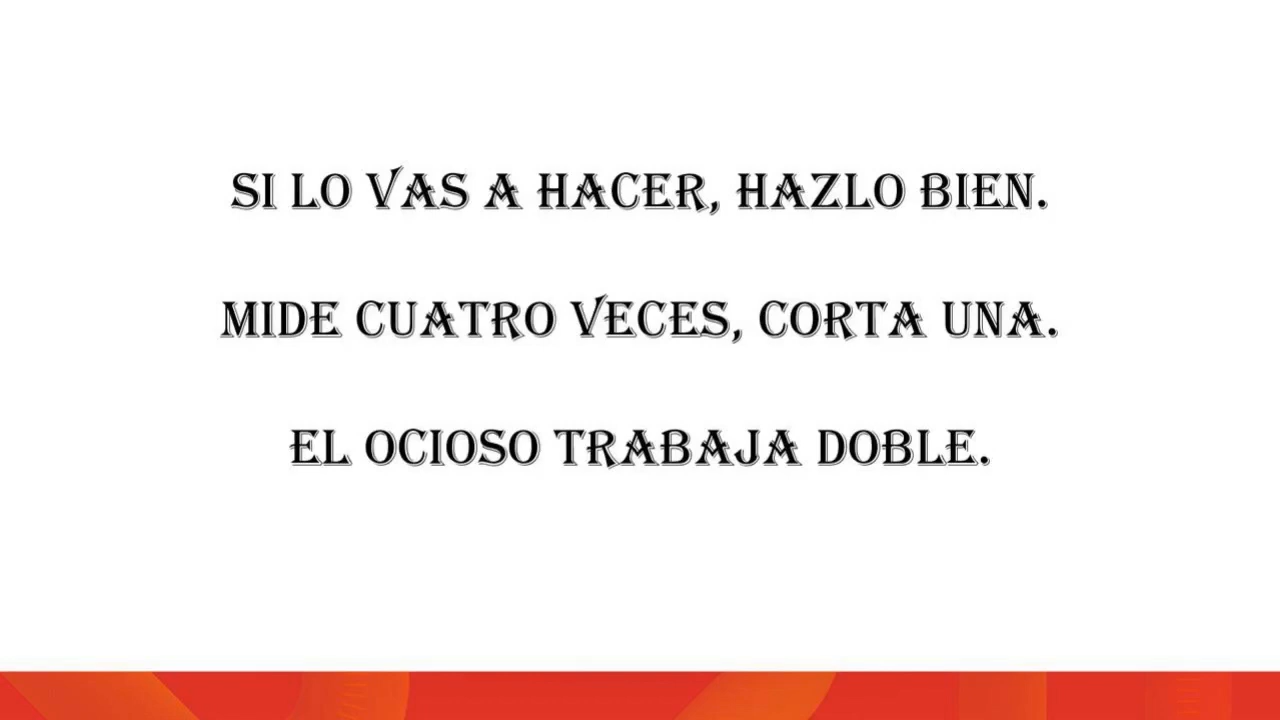 SI LO VAS A HACER, HAZLO BIEN.
MIDE CUATRO VECES, CORTA UNA.
EL OCIOSO TRABAJA DOBLE.